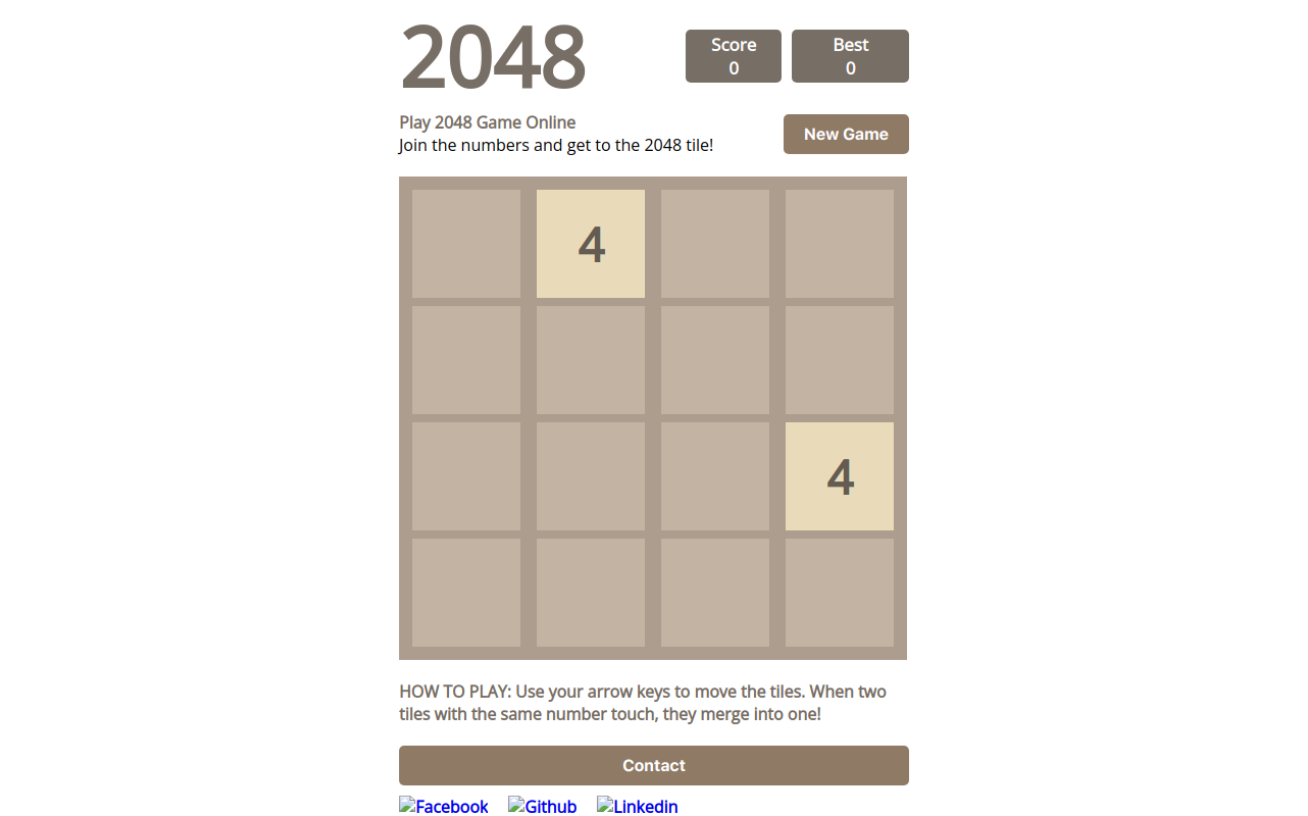 2048
Score
0
Best
0
Play 2048 Game Online
Join the numbers and get to the 2048 tile!
New Game
4
4
HOW TO PLAY: Use your arrow keys to move the tiles. When two
tiles with the same number touch, they merge into one!
Contact
Facebook Github Linkedin